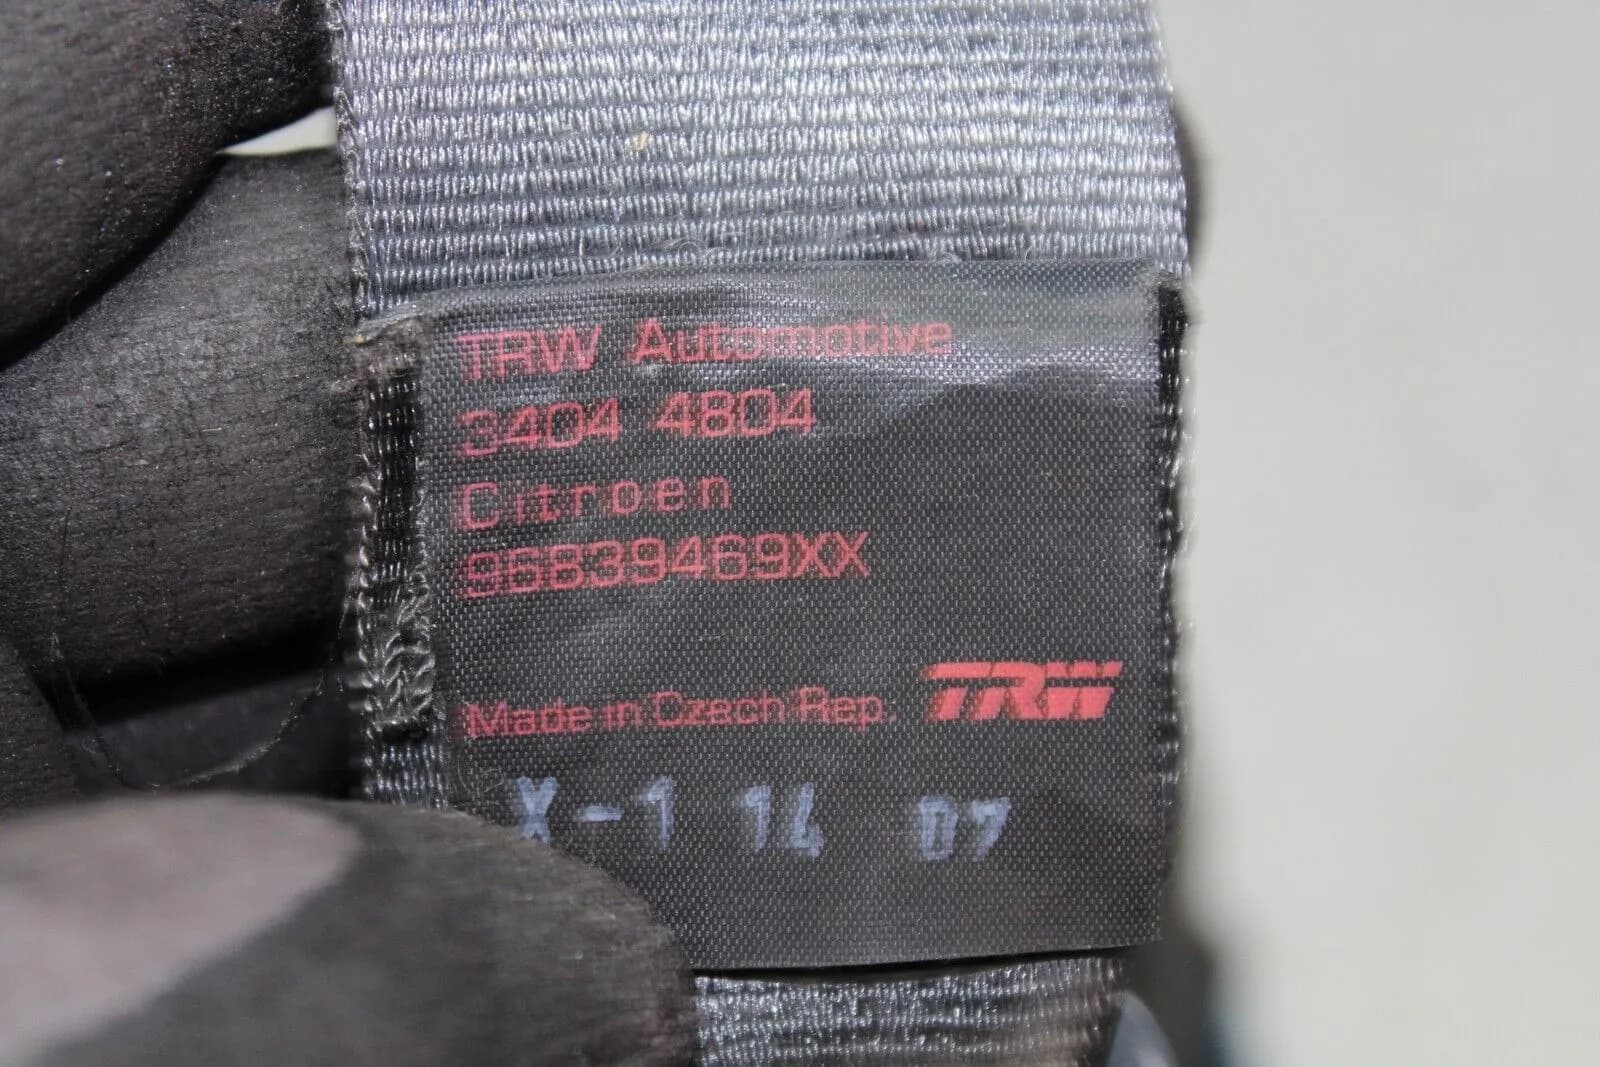 TRW Automotive
3404 4804
Citroen
96839469XX
Made in Czech Rep. TRW
X-1 14 07